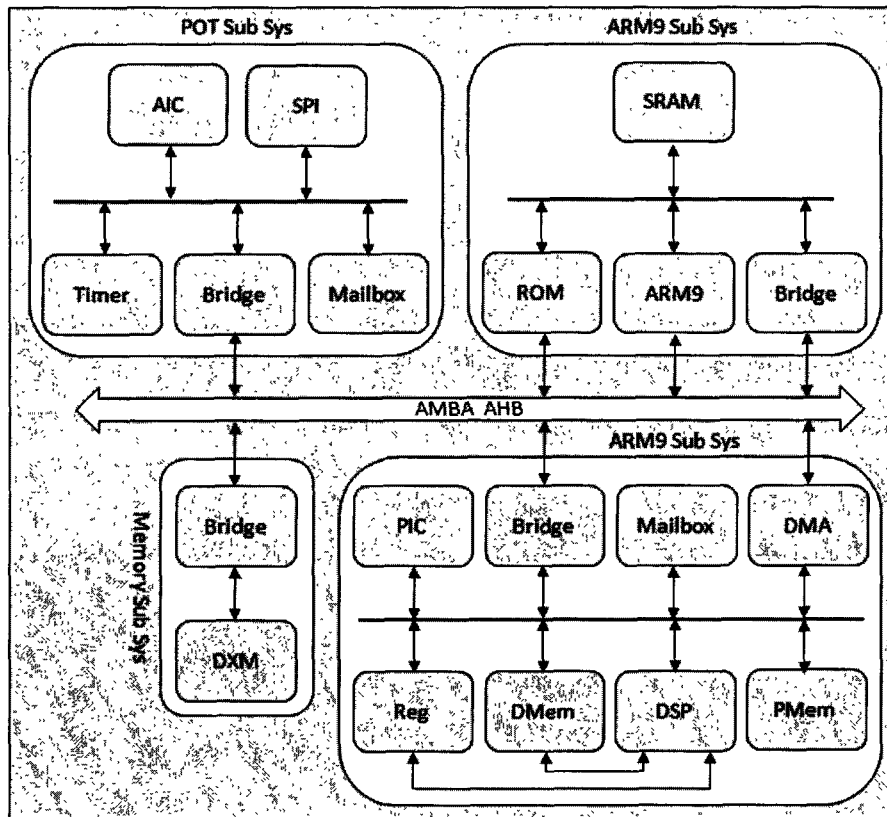 POT Sub Sys
ARM9 Sub Sys
AIC
SPI
SRAM
Timer
Bridge
Mailbox
ROM
ARM9
Bridge
AMBA AHB
ARM9 Sub Sys
Memory Sub Sys
Bridge
PIC
Bridge
Mailbox
DMA
DXM
Reg
DMem
DSP
PMem